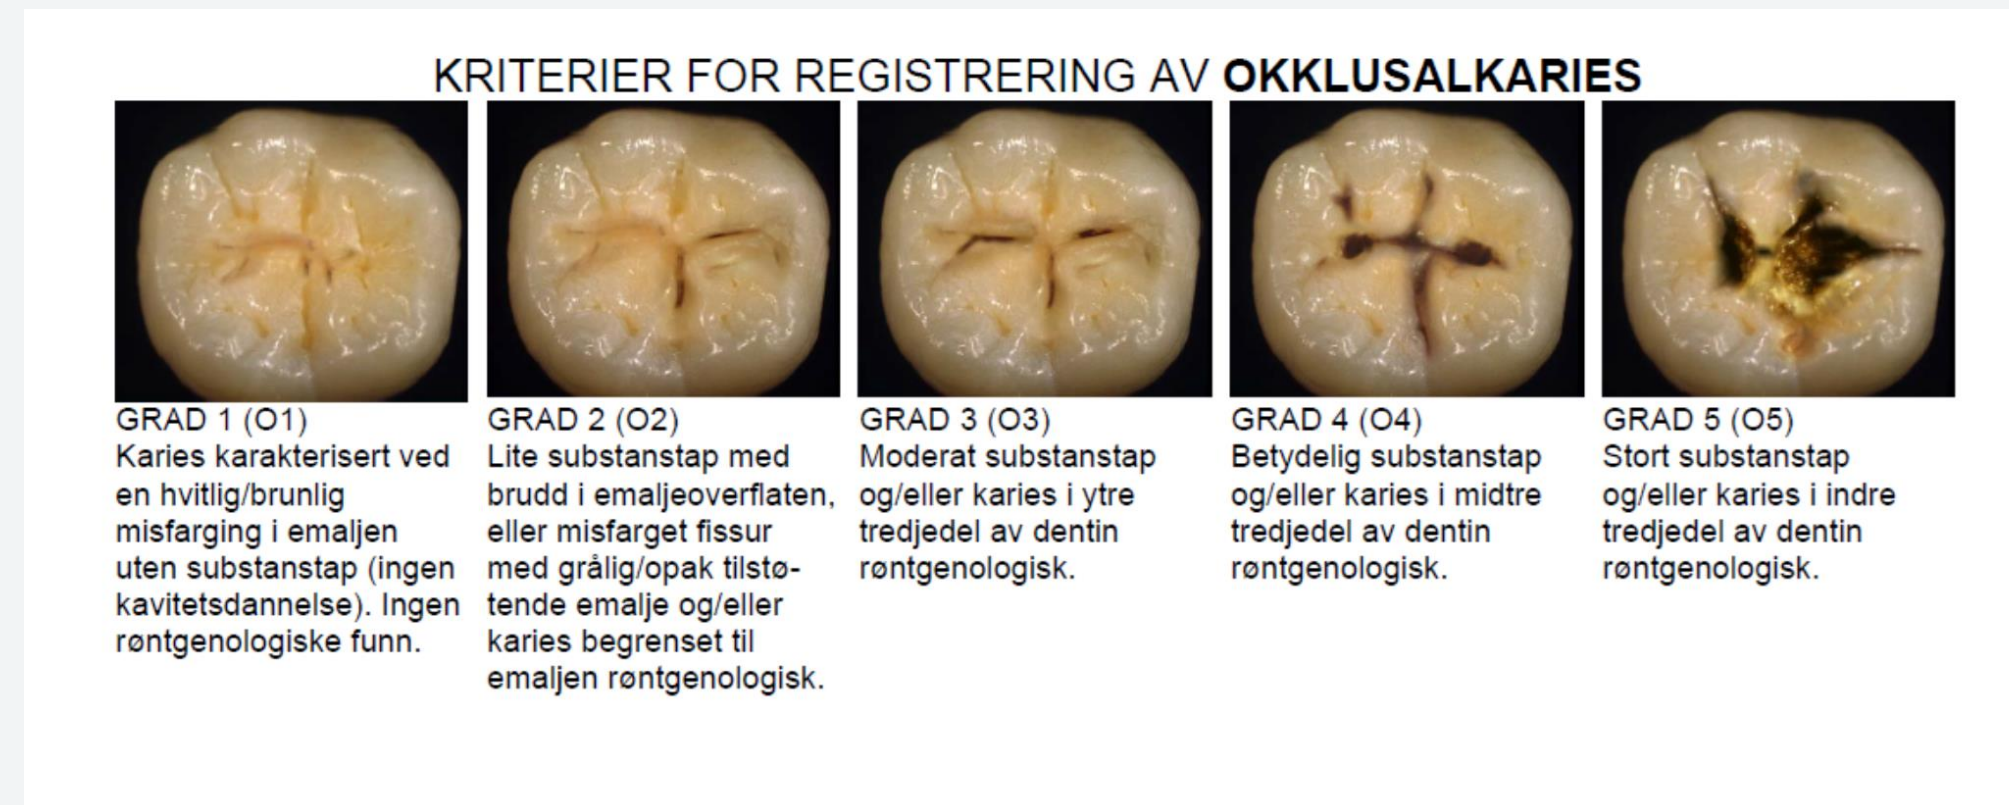 KRITERIER FOR REGISTRERING AV OKKLUSALKARIES
GRAD 1 (O1)
Karies karakterisert ved
en hvitlig/brunlig
misfarging i emaljen
uten substanstap (ingen
kavitetsdannelse). Ingen
røntgenologiske funn.
GRAD 2 (O2)
Lite substanstap med
brudd i emaljeoverflaten,
eller misfarget fissur
med grålig/opak tilstø-
tende emalje og/eller
karies begrenset til
emaljen røntgenologisk.
GRAD 3 (O3)
Moderat substanstap
og/eller karies i ytre
tredjedel av dentin
røntgenologisk.
GRAD 4 (O4)
Betydelig substanstap
og/eller karies i midtre
tredjedel av dentin
røntgenologisk.
GRAD 5 (O5)
Stort substanstap
og/eller karies i indre
tredjedel av dentin
røntgenologisk.